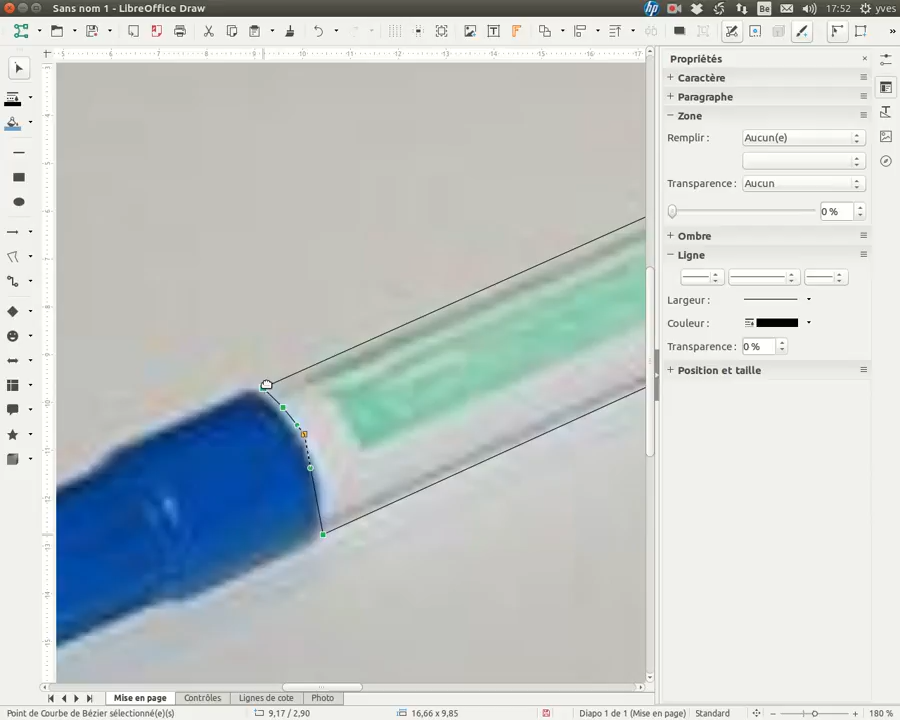 Sans nom 1 - LibreOffice Draw
Be
17:52
yves
Propriétés
Caractère
Paragraphe
Zone
Remplir :
Aucun(e)
Transparence :
Aucun
0 %
Ombre
Ligne
Largeur :
Couleur :
Transparence :
0 %
Position et taille
Mise en page
Contrôles
Lignes de cote
Photo
Point de Courbe de Bézier sélectionné(e)(s)
9,17 / 2,90
16,66 x 9,85
Diapo 1 de 1 (Mise en page)
Standard
180 %